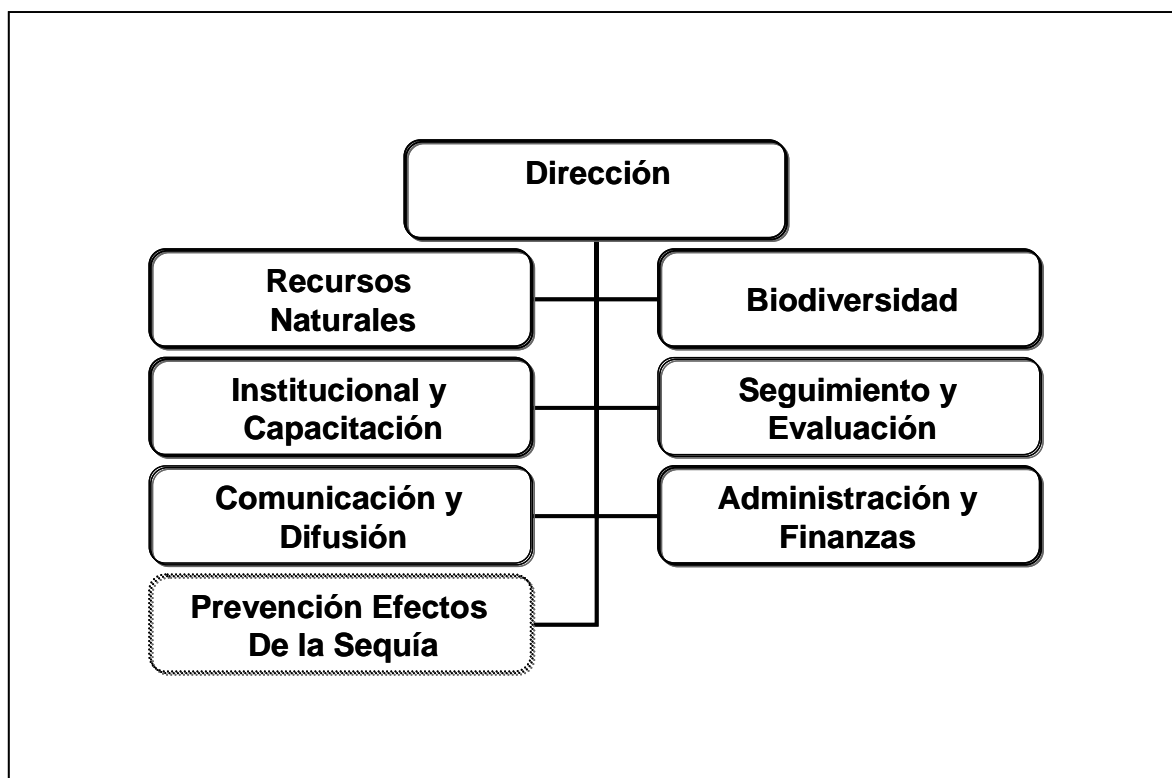 Dirección
Recursos
Naturales
Biodiversidad
Institucional y
Capacitación
Seguimiento y
Evaluación
Comunicación y
Difusión
Administración y
Finanzas
Prevención Efectos
De la Sequía